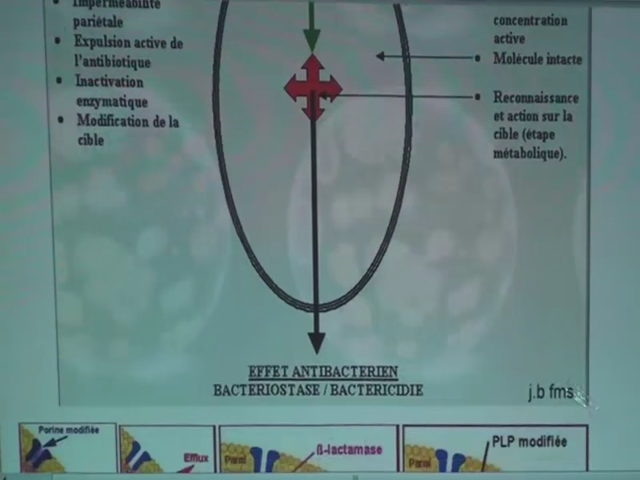 Imperméabilité
pariétale
Expulsion active de
l'antibiotique
Inactivation
enzymatique
Modification de la
cible
concentration
active
Molécule intacte
Reconnaissance
et action sur la
cible (étape
métabolique).
EFFET ANTIBACTERIEN
BACTERIOSTASE / BACTERICIDIE
j.b fms
Porine modifiée
Efflux
Paroi
ß-lactamase
Paroi
PLP modifiée